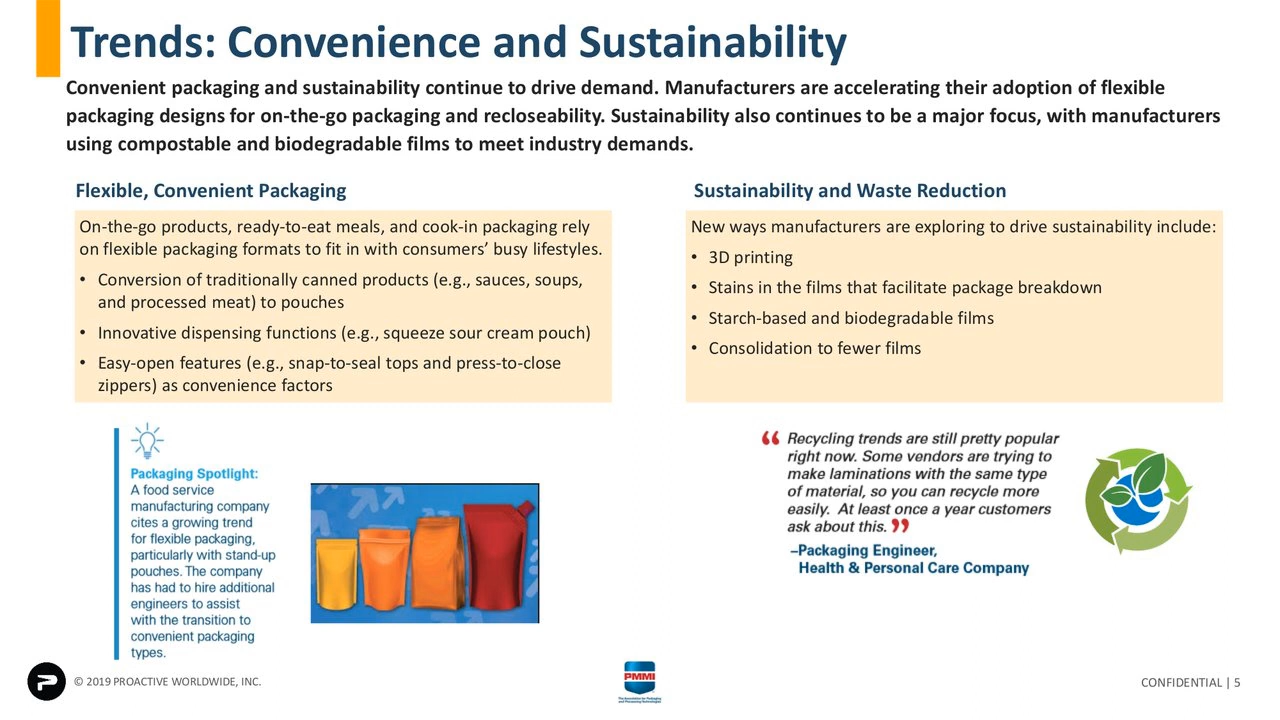 Trends: Convenience and Sustainability
Convenient packaging and sustainability continue to drive demand. Manufacturers are accelerating their adoption of flexible
packaging designs for on-the-go packaging and recloseability. Sustainability also continues to be a major focus, with manufacturers
using compostable and biodegradable films to meet industry demands.
Flexible, Convenient Packaging
On-the-go products, ready-to-eat meals, and cook-in packaging rely
on flexible packaging formats to fit in with consumers’ busy lifestyles.
• Conversion of traditionally canned products (e.g., sauces, soups,
and processed meat) to pouches
• Innovative dispensing functions (e.g., squeeze sour cream pouch)
• Easy-open features (e.g., snap-to-seal tops and press-to-close
zippers) as convenience factors
Sustainability and Waste Reduction
New ways manufacturers are exploring to drive sustainability include:
• 3D printing
• Stains in the films that facilitate package breakdown
• Starch-based and biodegradable films
• Consolidation to fewer films
Packaging Spotlight:
A food service
manufacturing company
cites a growing trend
for flexible packaging,
particularly with stand-up
pouches. The company
has had to hire additional
engineers to assist
with the transition to
convenient packaging
types.
“ Recycling trends are still pretty popular
right now. Some vendors are trying to
make laminations with the same type
of material, so you can recycle more
easily. At least once a year customers
ask about this. ”
–Packaging Engineer,
Health & Personal Care Company
© 2019 PROACTIVE WORLDWIDE, INC.
PMMI
The Association for Packaging
and Processing Technologies
CONFIDENTIAL | 5